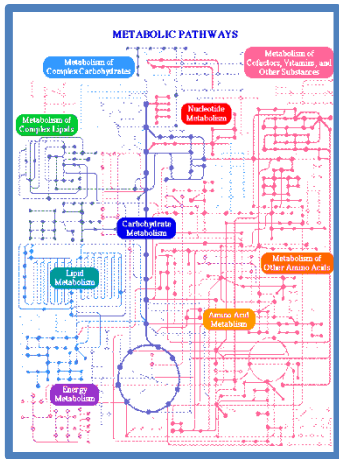 METABOLIC PATHWAYS
Metabolism of
Complex Carbohydrates
Metabolism of
Cofactors, Vitamins, and
Other Substances
Nucleotide
Metabolism
Metabolism of
Complex Lipids
Carbohydrate
Metabolism
Metabolism of
Other Amino Acids
Lipid
Metabolism
Amino Acid
Metablism
Energy
Metabolism